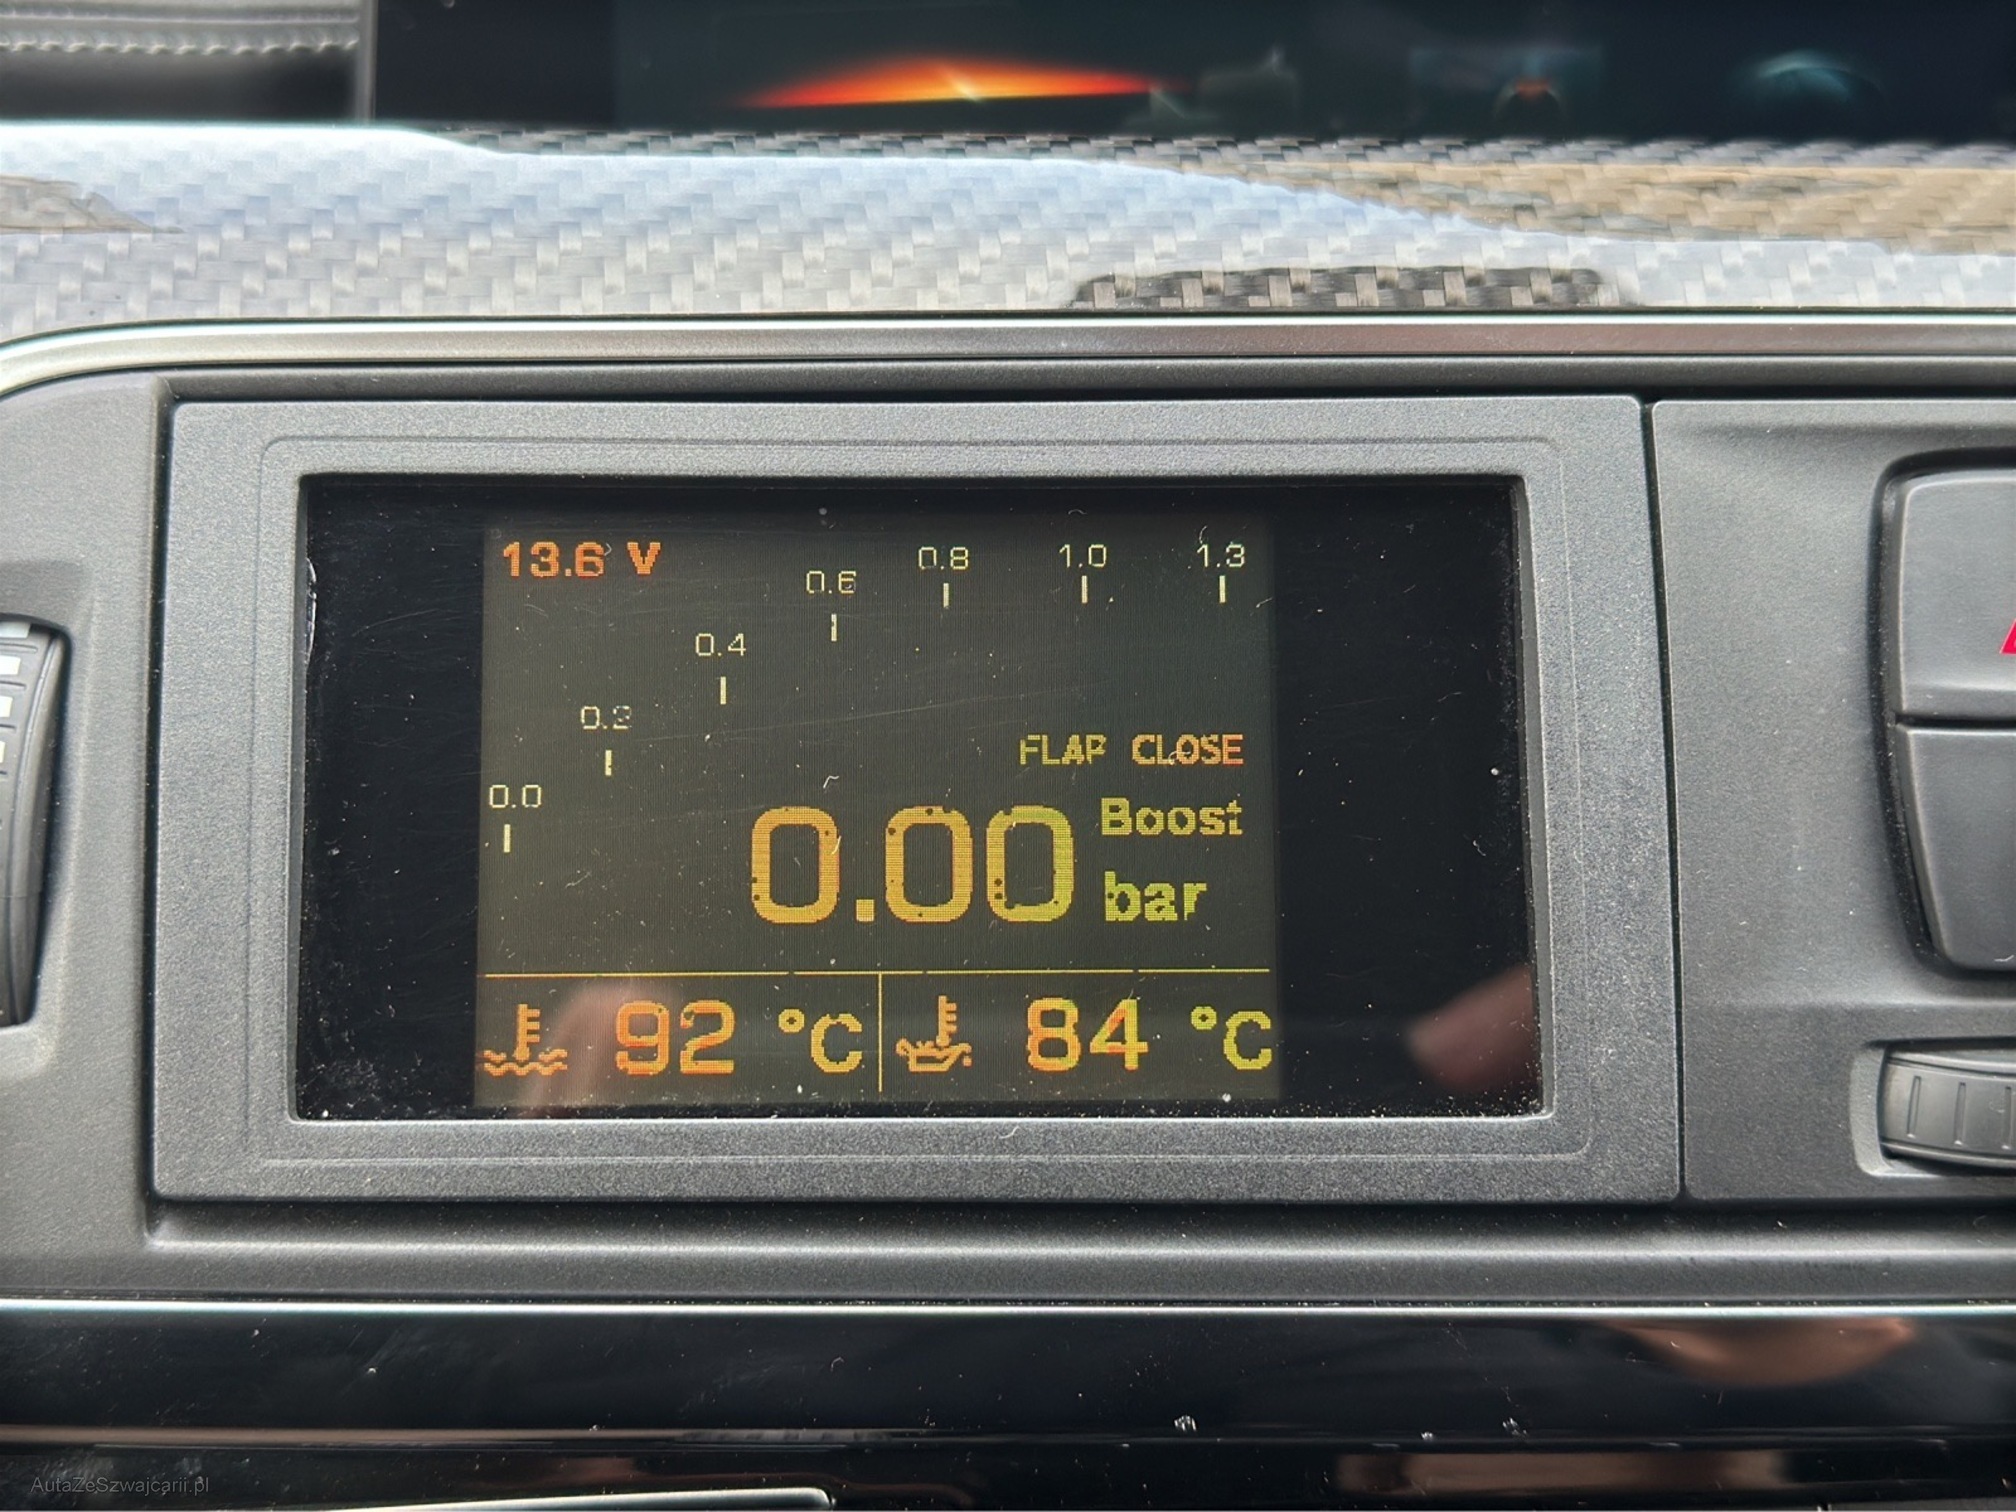 13.6 V
0.0
0.2
0.4
0.6
0.8
1.0
1.3
FLAP CLOSE
0.00 Boost
bar
92 °C
84 °C
AutaZeSzwajcarii.pl